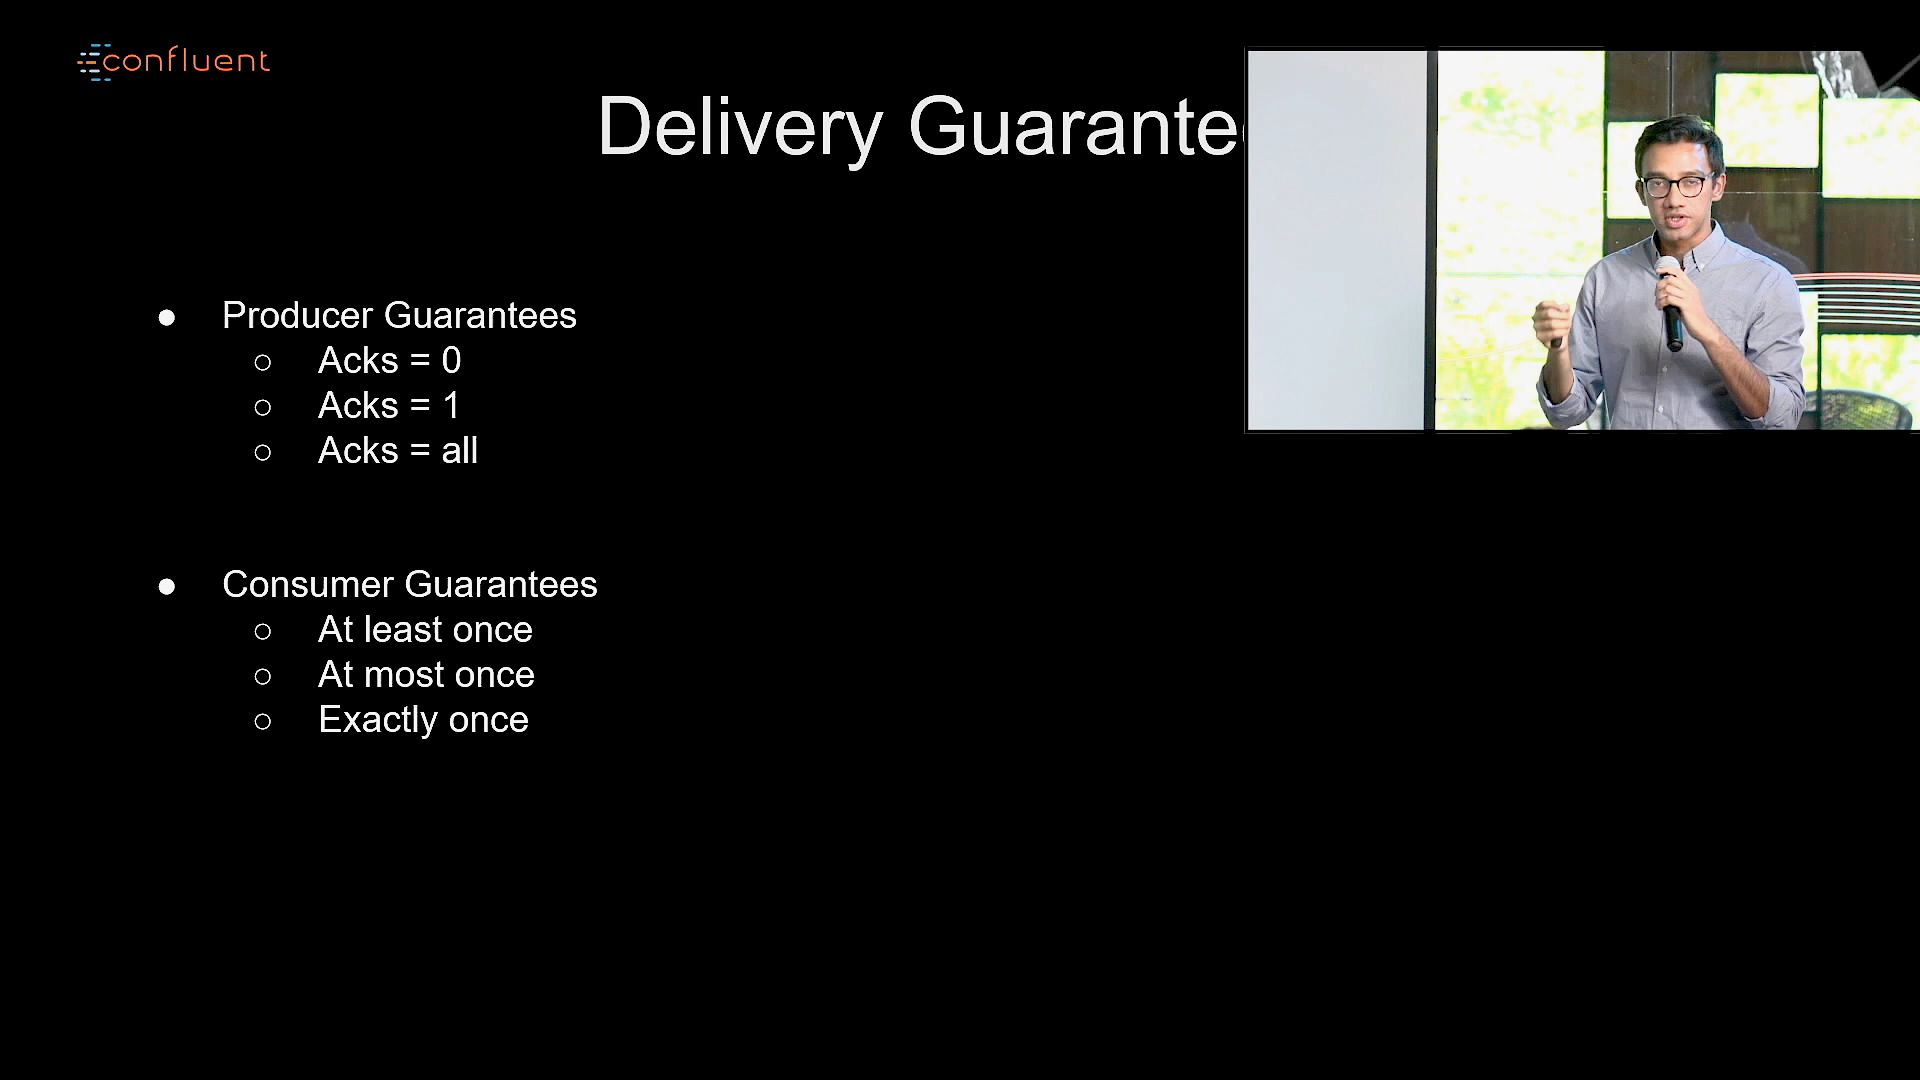 confluent
Delivery Guarante
Producer Guarantees
Acks = 0
Acks = 1
Acks = all
Consumer Guarantees
At least once
At most once
Exactly once